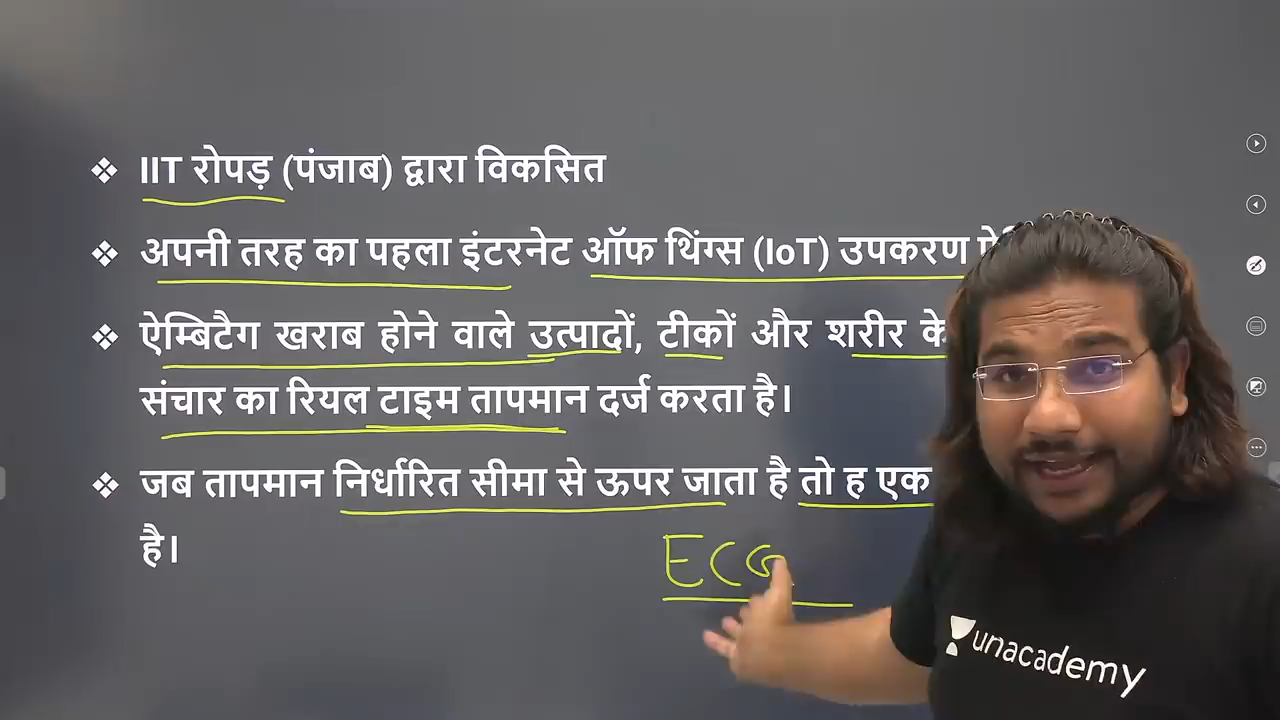 ❖ IIT रोपड़ (पंजाब) द्वारा विकसित
❖ अपनी तरह का पहला इंटरनेट ऑफ थिंग्स (IoT) उपकरण
❖ ऐम्बिटैग खराब होने वाले उत्पादों, टीकों और शरीर के
संचार का रियल टाइम तापमान दर्ज करता है।
❖ जब तापमान निर्धारित सीमा से ऊपर जाता है तो ह एक
है।
ECG
unacademy